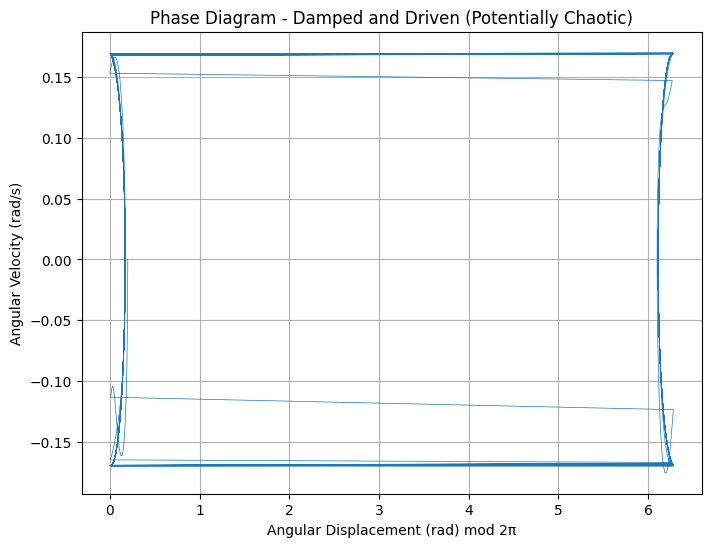 Phase Diagram - Damped and Driven (Potentially Chaotic)
0.15
0.10
0.05
0.00
−0.05
−0.10
−0.15
Angular Velocity (rad/s)
0 1 2 3 4 5 6
Angular Displacement (rad) mod 2π